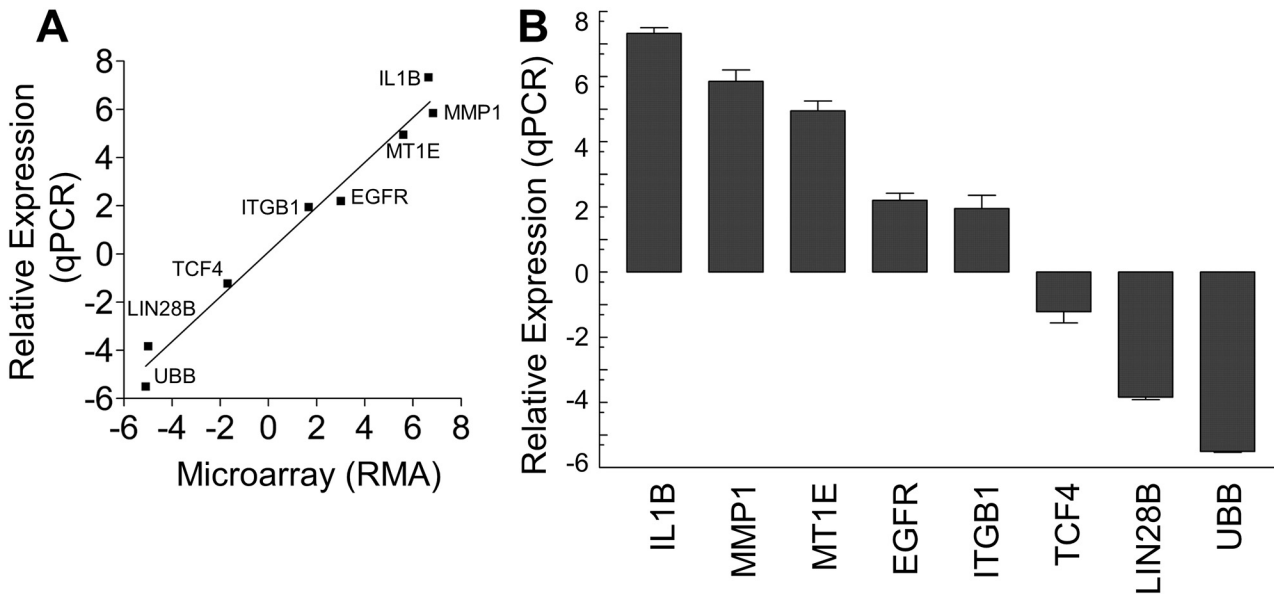 A
Relative Expression
(qPCR)
8
6
4
2
0
-2
-4
-6
IL1B
MMP1
MT1E
ITGB1
EGFR
TCF4
LIN28B
UBB
-6 -4 -2 0 2 4 6 8
Microarray (RMA)
B
Relative Expression (qPCR)
8
6
4
2
0
-2
-4
-6
IL1B
MMP1
MT1E
EGFR
ITGB1
TCF4
LIN28B
UBB